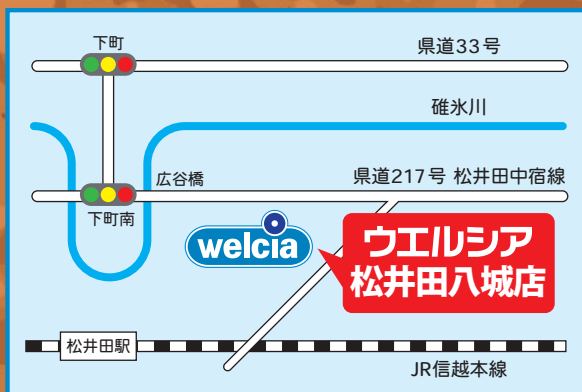 下町
県道33号
碓氷川
広谷橋
県道217号 松井田中宿線
下町南
welcia
ウエルシア
松井田八城店
松井田駅
JR信越本線